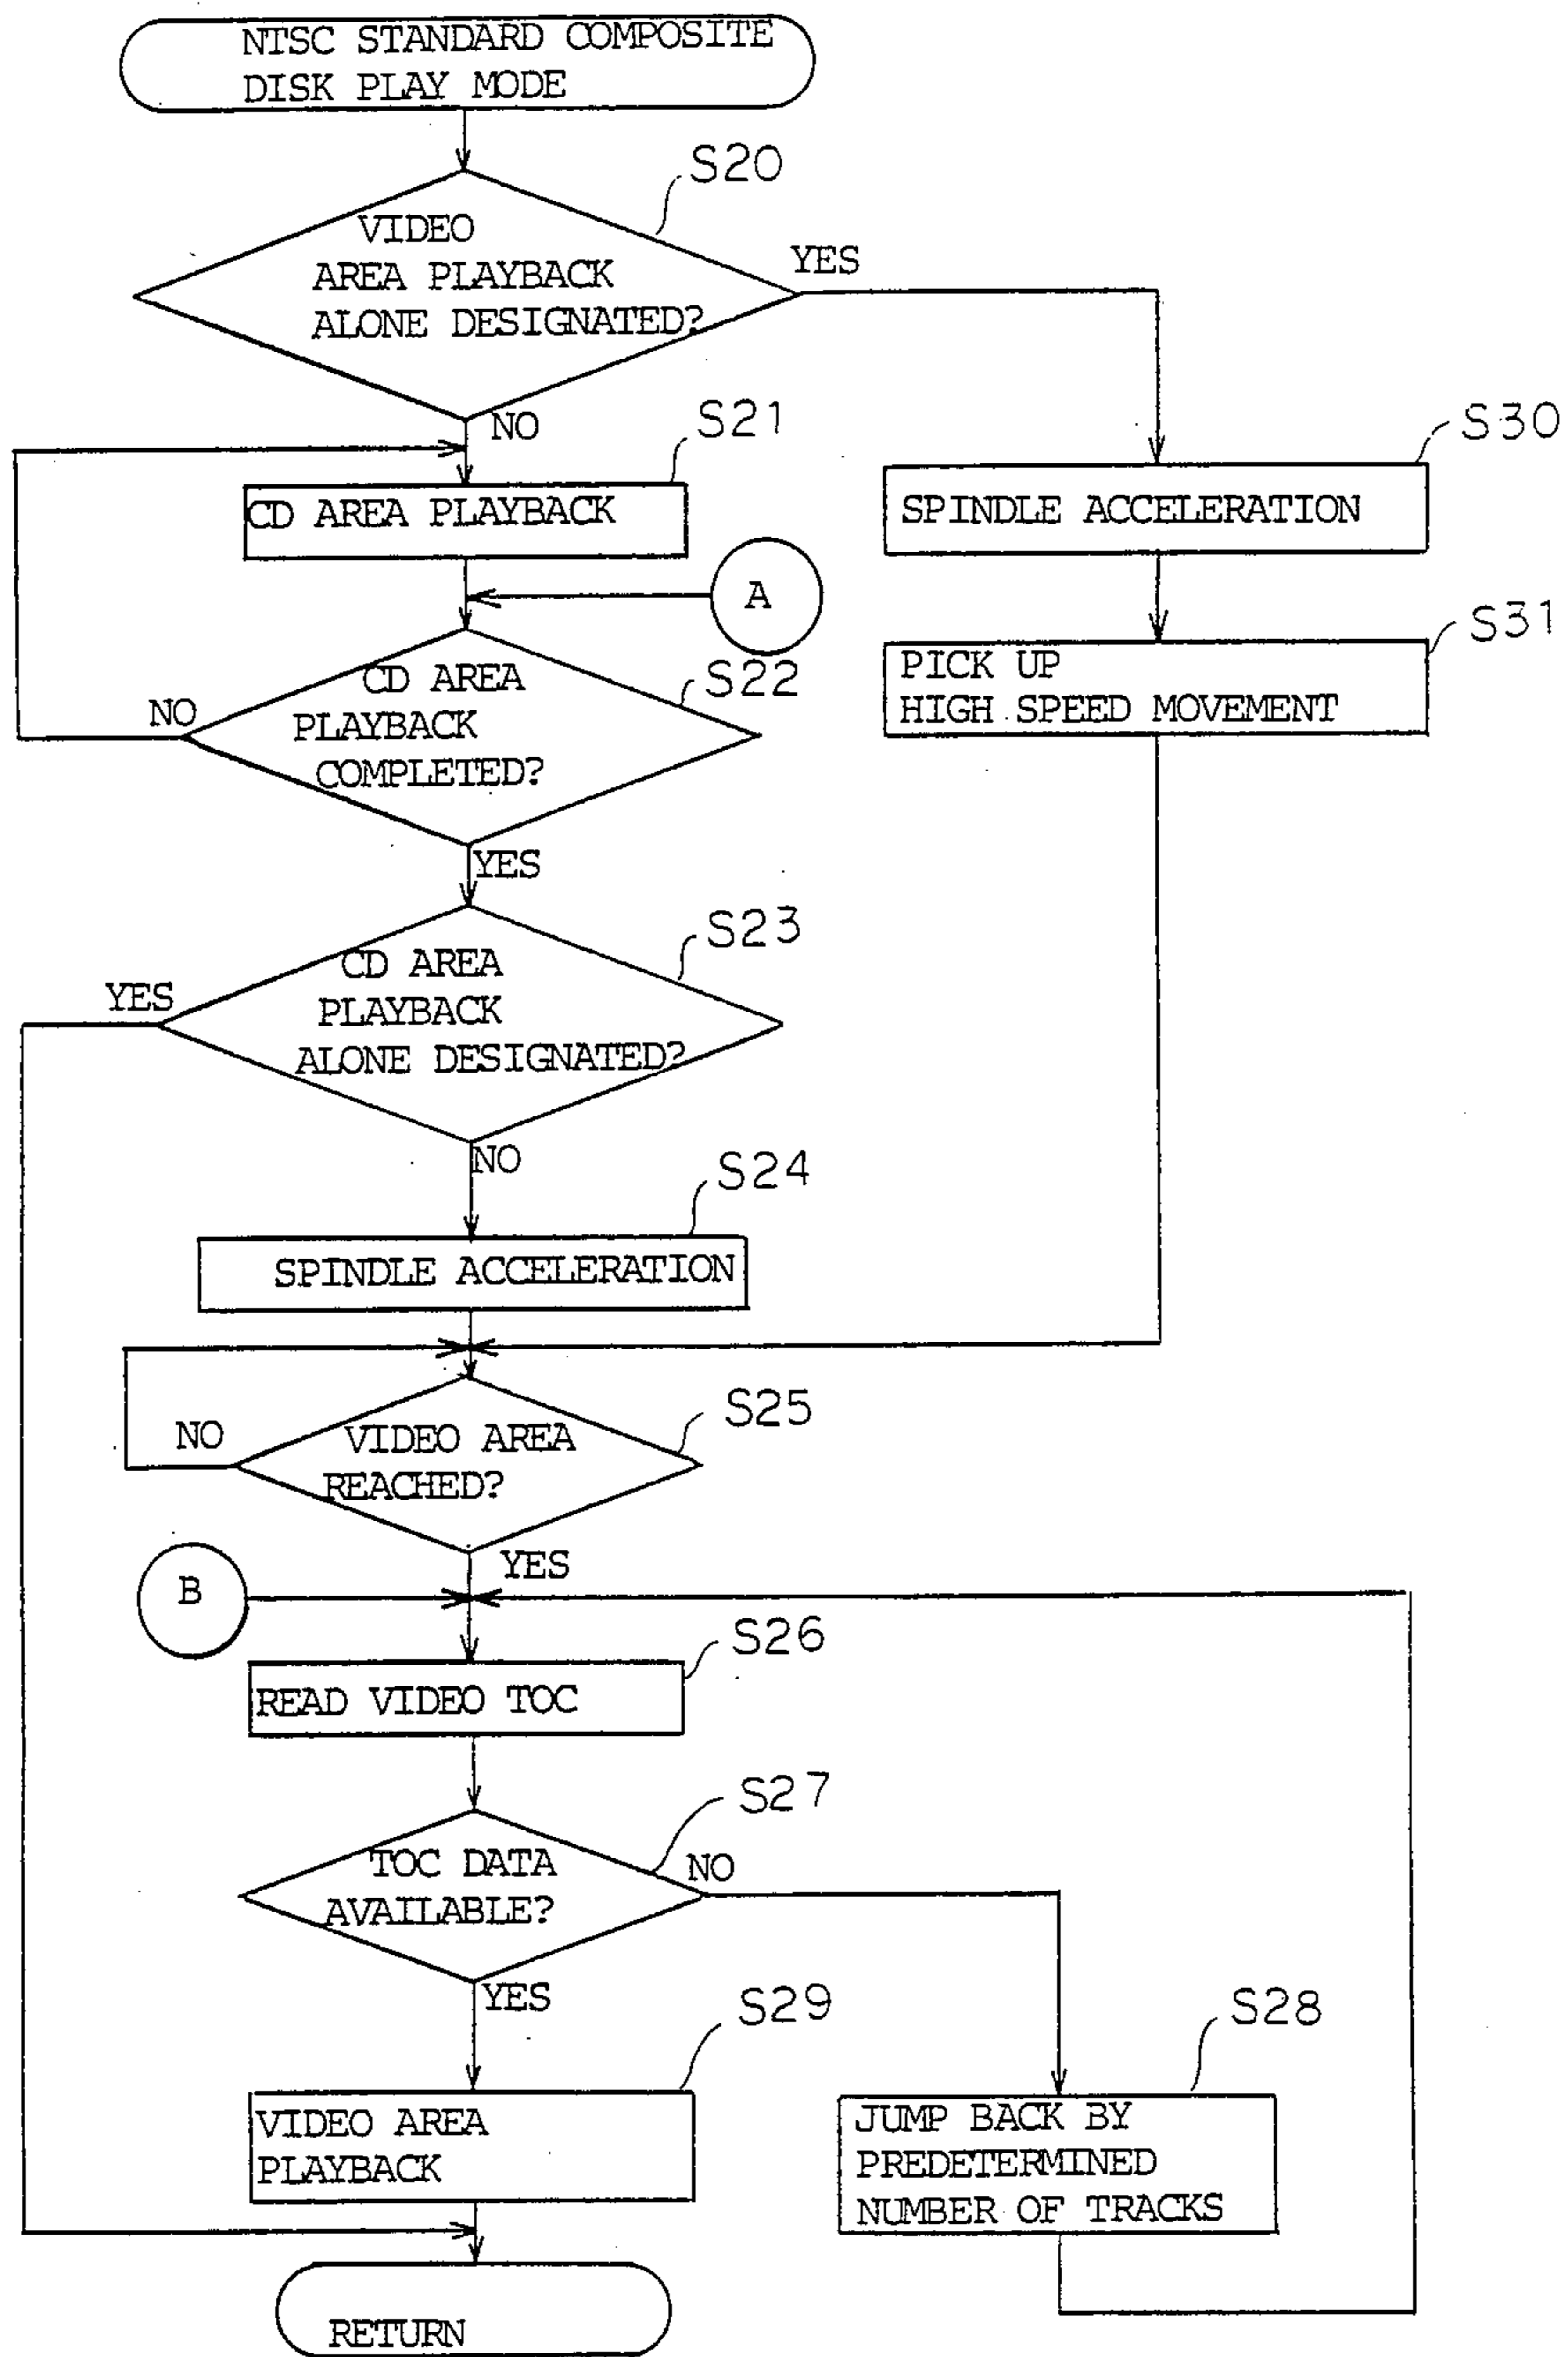 NTSC STANDARD COMPOSITE
DISK PLAY MODE
S20
VIDEO
AREA PLAYBACK
ALONE DESIGNATED?
YES
NO
S21
CD AREA PLAYBACK
S30
SPINDLE ACCELERATION
A
S31
PICK UP
HIGH SPEED MOVEMENT
S22
CD AREA
PLAYBACK
COMPLETED?
NO
YES
S23
CD AREA
PLAYBACK
ALONE DESIGNATED?
YES
NO
S24
SPINDLE ACCELERATION
S25
VIDEO AREA
REACHED?
NO
YES
B
S26
READ VIDEO TOC
S27
TOC DATA
AVAILABLE?
NO
YES
S29
VIDEO AREA
PLAYBACK
S28
JUMP BACK BY
PREDETERMINED
NUMBER OF TRACKS
RETURN